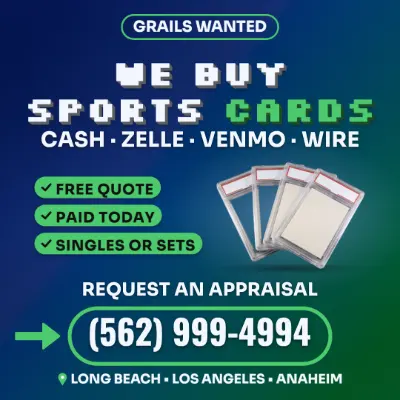 GRAILS WANTED
WE BUY
SPORTS CARDS
CASH · ZELLE · VENMO · WIRE
FREE QUOTE
PAID TODAY
SINGLES OR SETS
REQUEST AN APPRAISAL
(562) 999-4994
LONG BEACH • LOS ANGELES • ANAHEIM